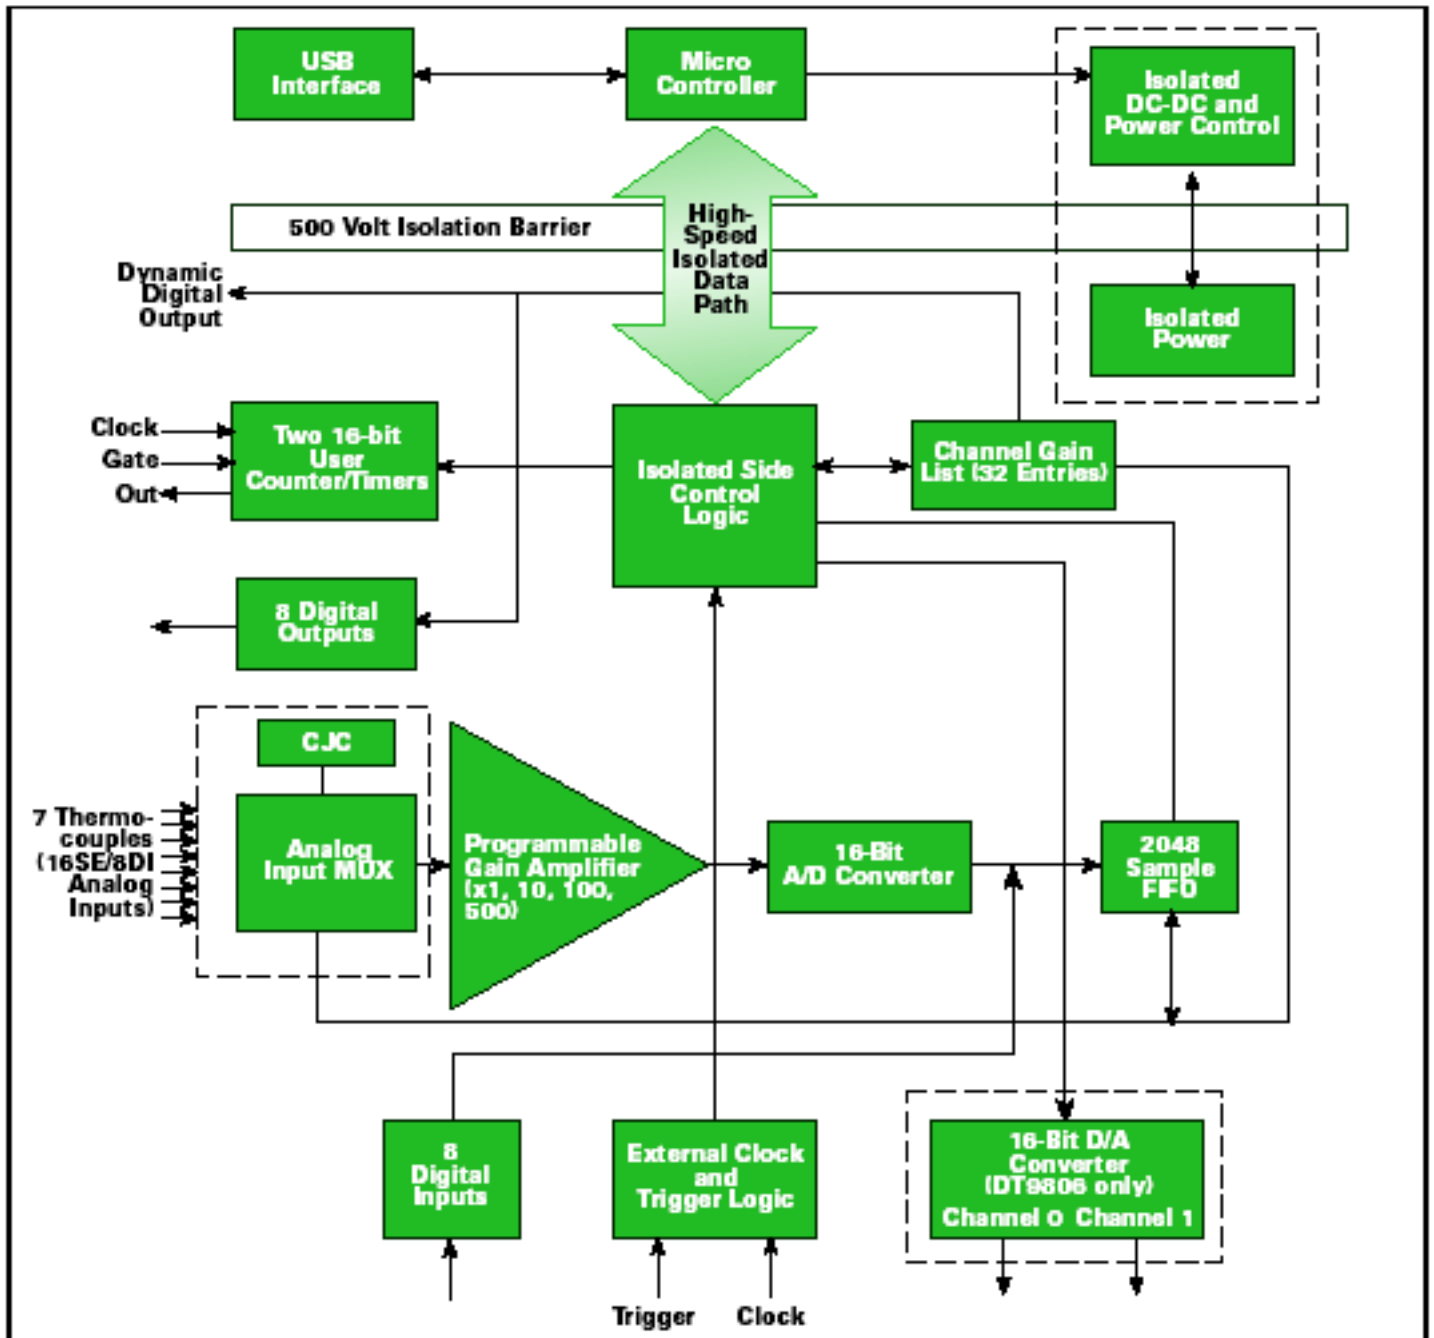 USB
Interface
Micro
Controller
Isolated
DC-DC and
Power Control
500 Volt Isolation Barrier
High-
Speed
Isolated
Data
Path
Dynamic
Digital
Output
Isolated
Power
Clock
Gate
Out
Two 16-bit
User
Counter/Timers
Isolated Side
Control
Logic
Channel Gain
List (32 Entries)
8 Digital
Outputs
CJC
7 Thermo-
couples
(16SE/8DI
Analog
Inputs)
Analog
Input MUX
Programmable
Gain Amplifier
(x1, 10, 100,
500)
16-Bit
A/D Converter
2048
Sample
FIFO
8
Digital
Inputs
External Clock
and
Trigger Logic
16-Bit D/A
Converter
(DT9806 only)
Channel 0 Channel 1
Trigger
Clock